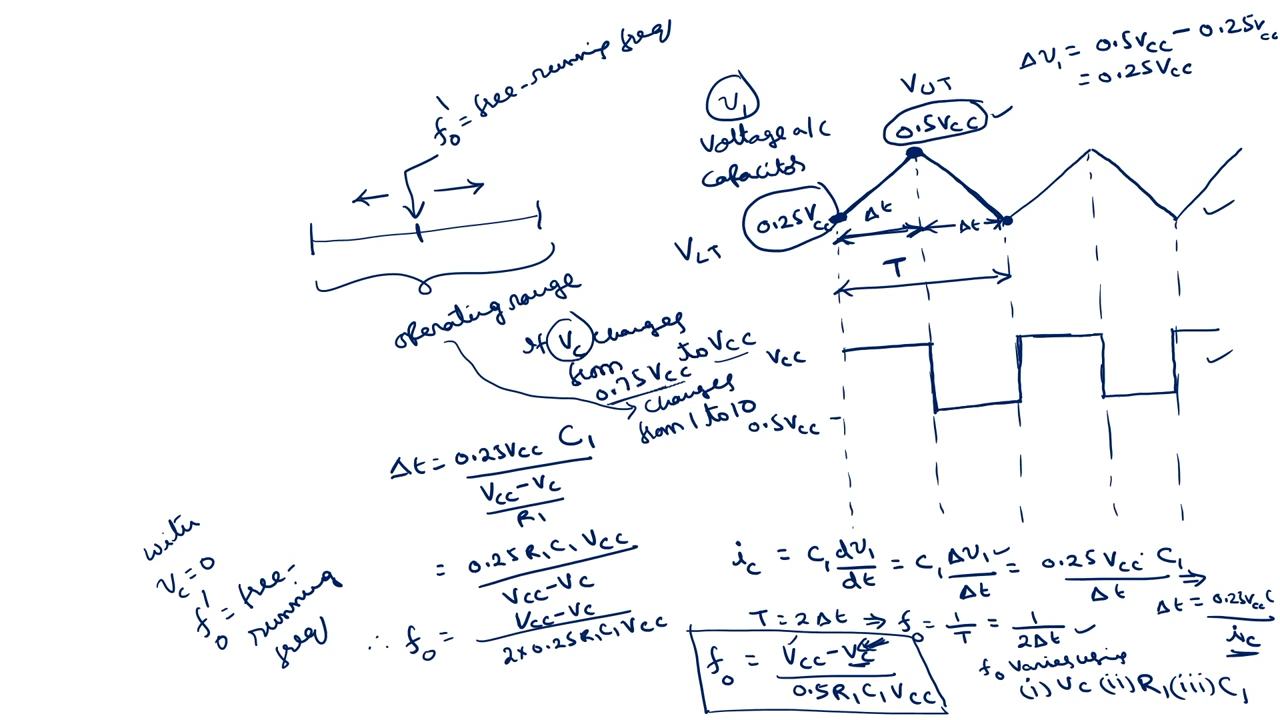 f₀' = free-running freq
operating range
If Vc changes
from
0.75Vcc to Vcc
changes
from 1 to 10
v₁
Voltage a/c
Capacitor
VUT
0.5Vcc ✓
Δv₁ = 0.5Vcc - 0.25Vcc
= 0.25Vcc
0.25Vcc
VLT
Δt
Δt
T
✓
Vcc
0.5Vcc
✓
Δt = 0.25Vcc C₁ / ((Vcc-Vc)/R₁)
= 0.25R₁C₁Vcc / (Vcc-Vc)
∴ f₀ = (Vcc-Vc) / (2×0.25R₁C₁Vcc)
with
Vc=0
f₀' = free-
running
freq
ic = C₁ dv₁/dt = C₁ Δv₁/Δt ✓ = 0.25Vcc · C₁ / Δt ⇒
Δt = 0.25Vcc C / ic
T = 2Δt ⇒ f₀ = 1/T = 1/2Δt ✓
f₀ = (Vcc-Vc) / (0.5R₁C₁Vcc)
f₀ varies using
(i) Vc (ii) R₁ (iii) C₁